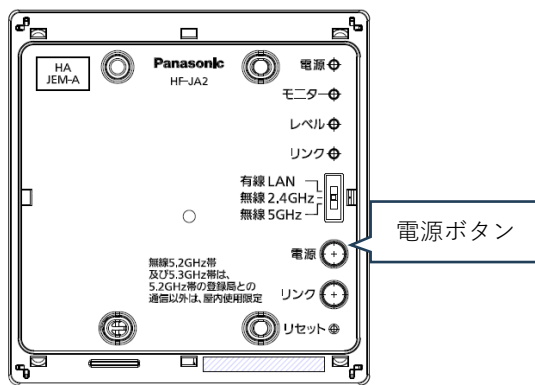 HA
JEM-A
Panasonic
HF-JA2
電源
モニター
レベル
リンク
有線LAN
無線2.4GHz
無線5GHz
電源ボタン
電源
無線5.2GHz帯
及び5.3GHz帯は、
5.2GHz帯の登録局との
通信以外は、屋内使用限定
リンク
リセット